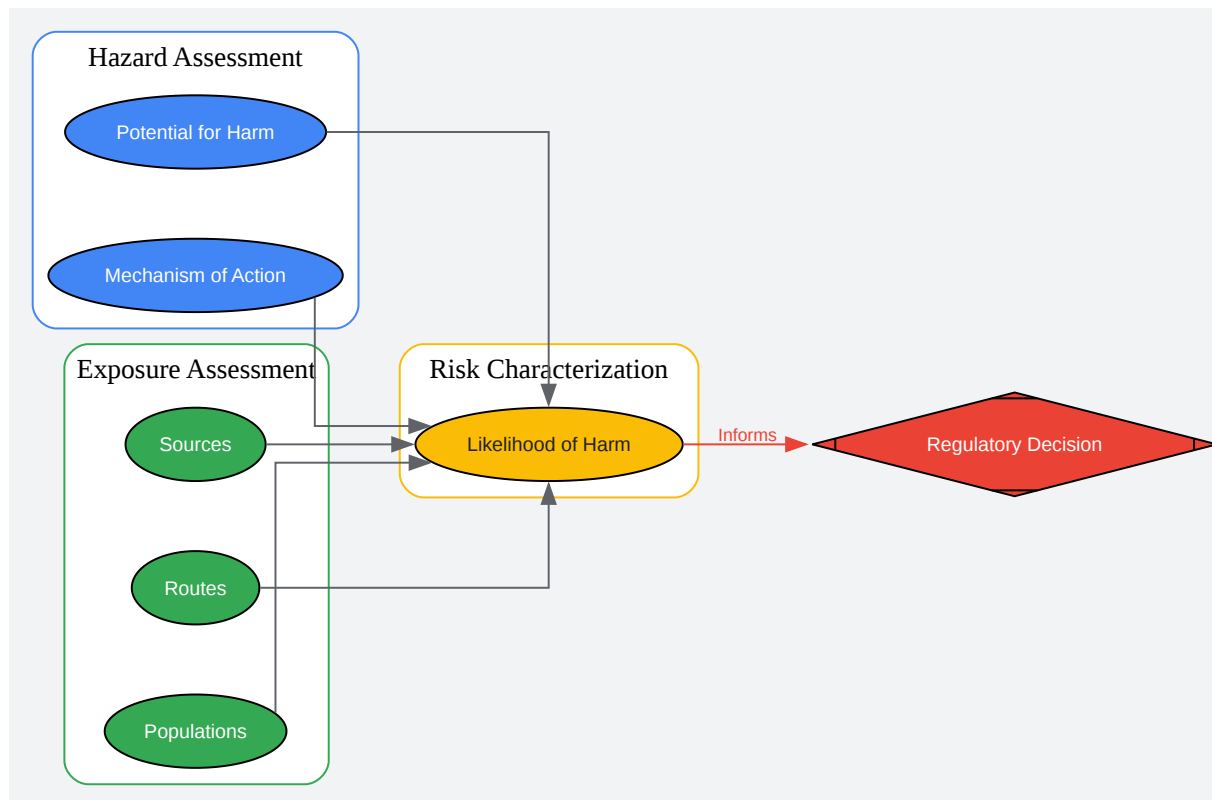 Hazard Assessment
Potential for Harm
Mechanism of Action
Exposure Assessment
Sources
Routes
Populations
Risk Characterization
Likelihood of Harm
Informs
Regulatory Decision